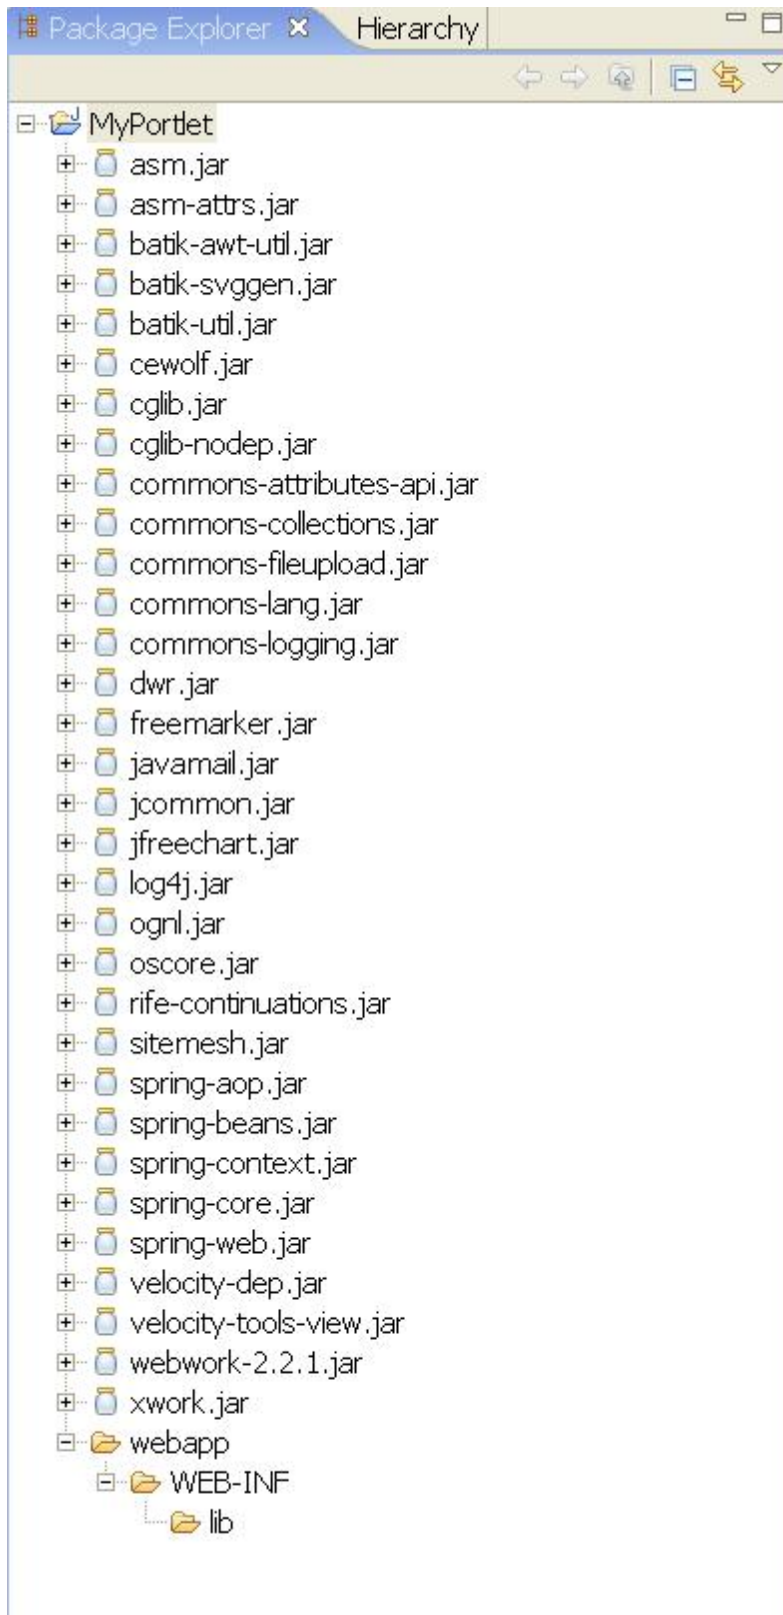 Package Explorer Hierarchy
MyPortlet
asm.jar
asm-attrs.jar
batik-awt-util.jar
batik-svggen.jar
batik-util.jar
cewolf.jar
cglib.jar
cglib-nodep.jar
commons-attributes-api.jar
commons-collections.jar
commons-fileupload.jar
commons-lang.jar
commons-logging.jar
dwr.jar
freemarker.jar
javamail.jar
jcommon.jar
jfreechart.jar
log4j.jar
ognl.jar
oscore.jar
rife-continuations.jar
sitemesh.jar
spring-aop.jar
spring-beans.jar
spring-context.jar
spring-core.jar
spring-web.jar
velocity-dep.jar
velocity-tools-view.jar
webwork-2.2.1.jar
xwork.jar
webapp
WEB-INF
lib